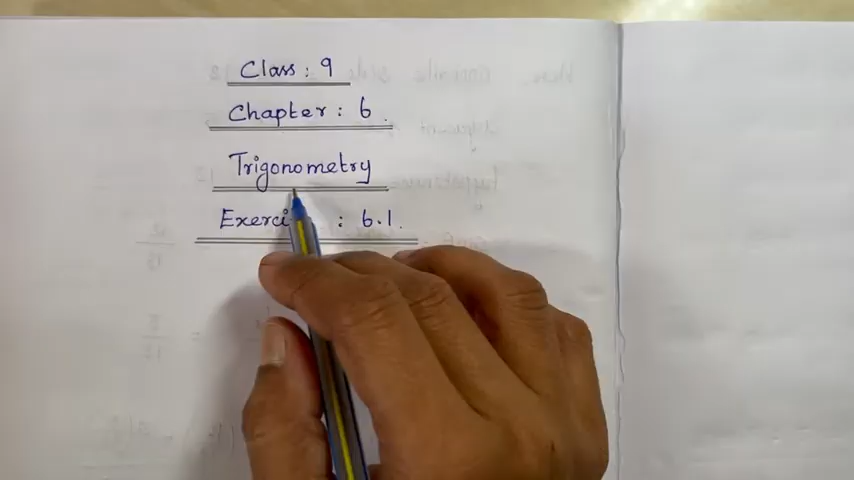 Class : 9
Chapter : 6.
Trigonometry
: 6.1.